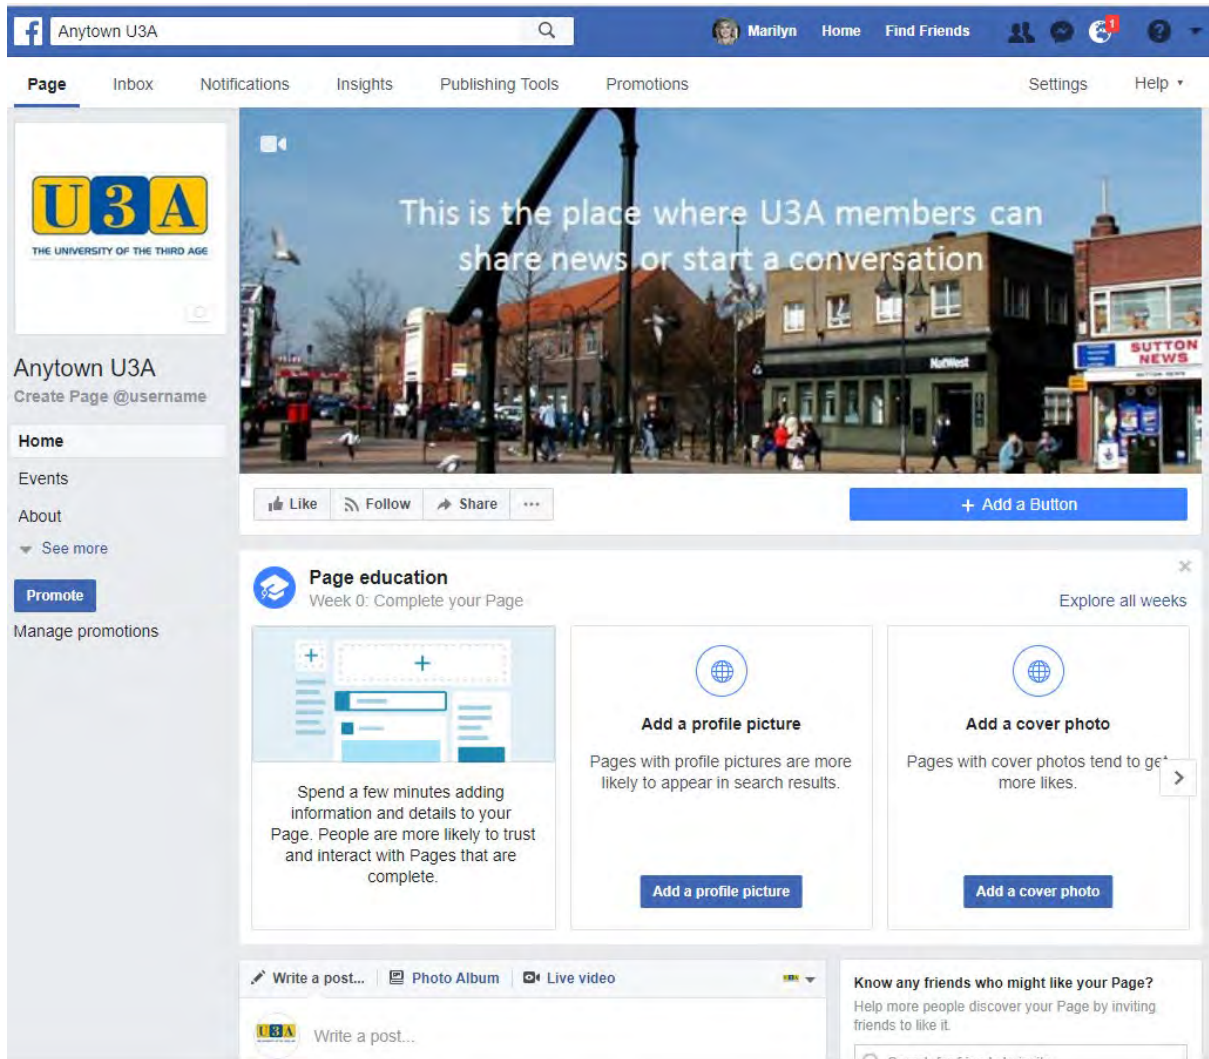 Anytown U3A
Marilyn Home Find Friends
1
Page Inbox Notifications Insights Publishing Tools Promotions Settings Help
U3A
THE UNIVERSITY OF THE THIRD AGE
This is the place where U3A members can
share news or start a conversation
NatWest
SUTTON
NEWS
Anytown U3A
Create Page @username
Home
Events
About
See more
Promote
Manage promotions
Like Follow Share ...
+ Add a Button
Page education
Week 0: Complete your Page
Explore all weeks
Spend a few minutes adding
information and details to your
Page. People are more likely to trust
and interact with Pages that are
complete.
Add a profile picture
Pages with profile pictures are more
likely to appear in search results.
Add a profile picture
Add a cover photo
Pages with cover photos tend to get
more likes.
Add a cover photo
Write a post... Photo Album Live video
U3A
Write a post...
Know any friends who might like your Page?
Help more people discover your Page by inviting
friends to like it.